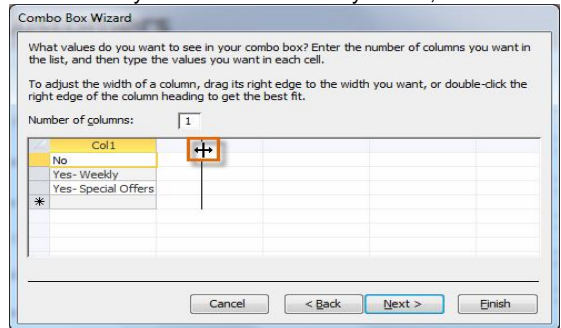 Combo Box Wizard
What values do you want to see in your combo box? Enter the number of columns you want in
the list, and then type the values you want in each cell.
To adjust the width of a column, drag its right edge to the width you want, or double-click the
right edge of the column heading to get the best fit.
Number of columns: 1
Col1
No
Yes- Weekly
Yes- Special Offers
*
Cancel < Back Next > Finish